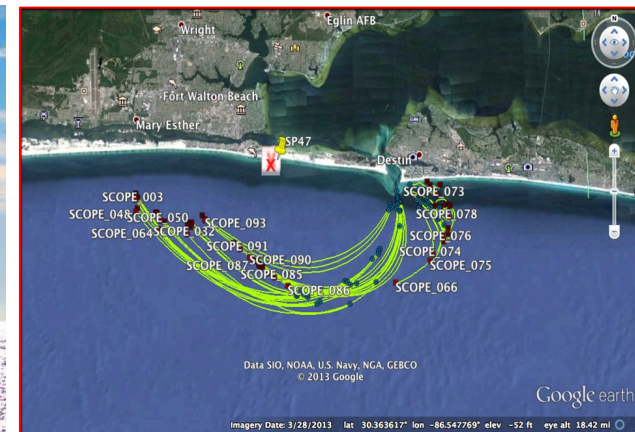 Eglin AFB
Wright
Fort Walton Beach
Mary Esther
SP47
X
Destin
SCOPE_003
SCOPE_048
SCOPE_050
SCOPE_064
SCOPE_032
SCOPE_093
SCOPE_091
SCOPE_090
SCOPE_087
SCOPE_085
SCOPE_086
SCOPE_073
SCOPE_078
SCOPE_076
SCOPE_074
SCOPE_075
SCOPE_066
N
Data SIO, NOAA, U.S. Navy, NGA, GEBCO
© 2013 Google
Google earth
Imagery Date: 3/28/2013 lat 30.363617° lon -86.547769° elev -52 ft eye alt 18.42 mi